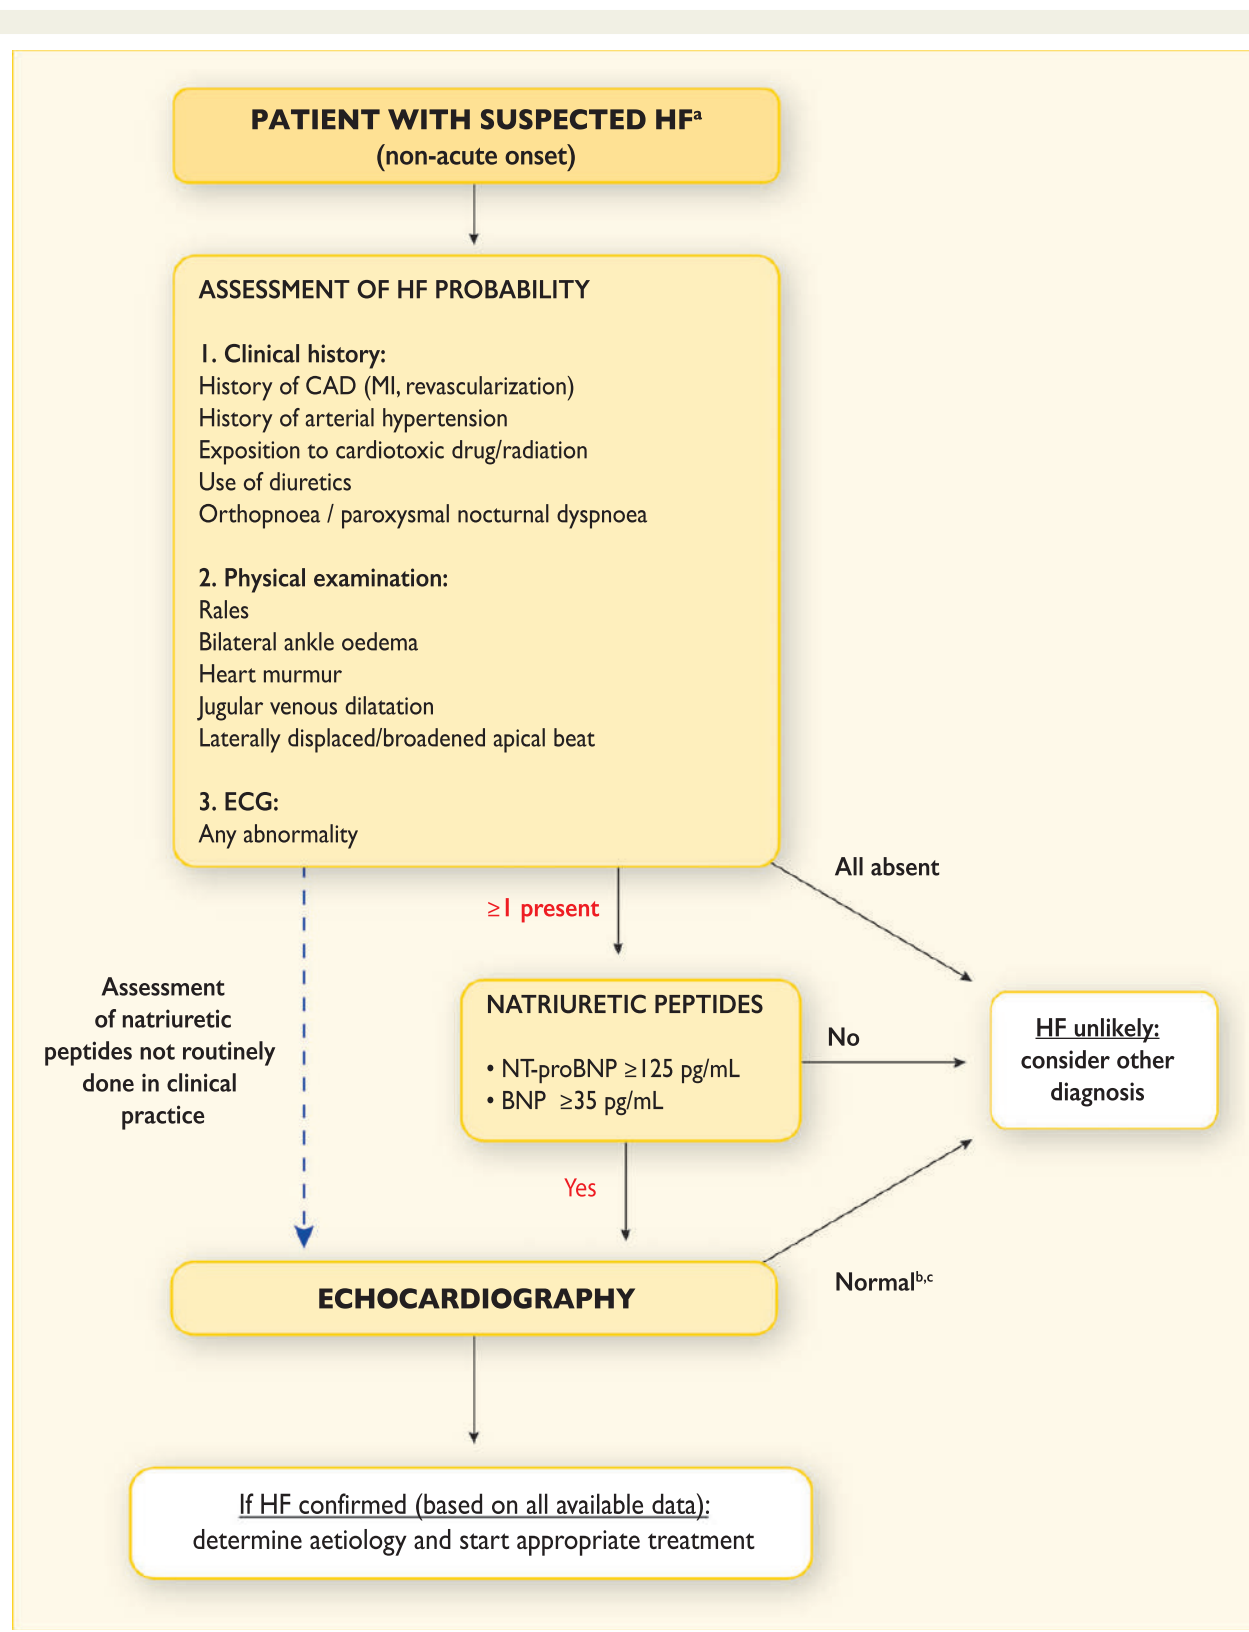 PATIENT WITH SUSPECTED HFᵃ
(non-acute onset)
ASSESSMENT OF HF PROBABILITY
1. Clinical history:
History of CAD (MI, revascularization)
History of arterial hypertension
Exposition to cardiotoxic drug/radiation
Use of diuretics
Orthopnoea / paroxysmal nocturnal dyspnoea
2. Physical examination:
Rales
Bilateral ankle oedema
Heart murmur
Jugular venous dilatation
Laterally displaced/broadened apical beat
3. ECG:
Any abnormality
All absent
≥1 present
Assessment
of natriuretic
peptides not routinely
done in clinical
practice
NATRIURETIC PEPTIDES
• NT-proBNP ≥125 pg/mL
• BNP ≥35 pg/mL
No
HF unlikely:
consider other
diagnosis
Yes
ECHOCARDIOGRAPHY
Normalᵇ,ᶜ
If HF confirmed (based on all available data):
determine aetiology and start appropriate treatment